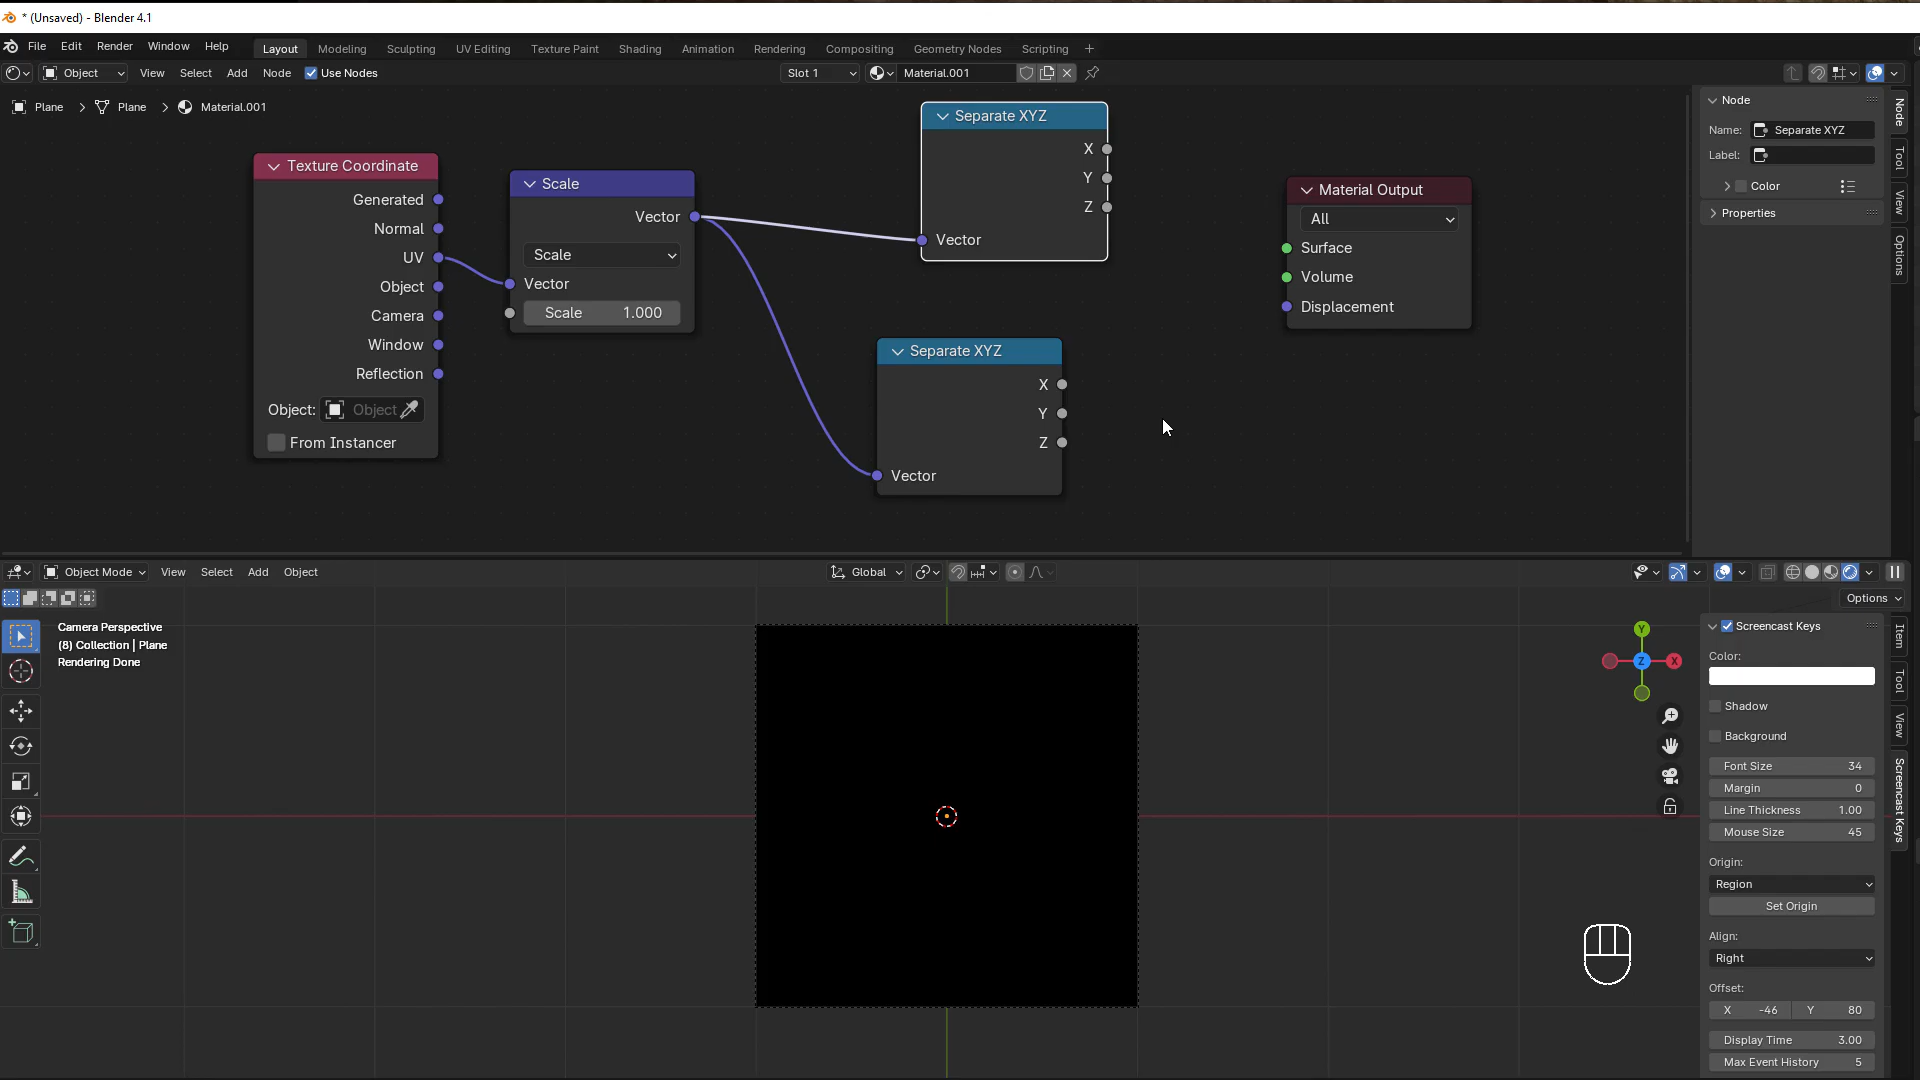 * (Unsaved) - Blender 4.1
File Edit Render Window Help Layout Modeling Sculpting UV Editing Texture Paint Shading Animation Rendering Compositing Geometry Nodes Scripting +
Object View Select Add Node Use Nodes Slot 1 Material.001
Plane > Plane > Material.001
Texture Coordinate
Generated
Normal
UV
Object
Camera
Window
Reflection
Object: Object
From Instancer
Scale
Vector
Scale
Vector
Scale 1.000
Separate XYZ
X
Y
Z
Vector
Separate XYZ
X
Y
Z
Vector
Material Output
All
Surface
Volume
Displacement
Node
Name: Separate XYZ
Label:
Color
Properties
Node
Tool
View
Options
Object Mode View Select Add Object Global
Options
Camera Perspective
(8) Collection | Plane
Rendering Done
Y
Z
X
Screencast Keys
Color:
Shadow
Background
Font Size 34
Margin 0
Line Thickness 1.00
Mouse Size 45
Origin:
Region
Set Origin
Align:
Right
Offset:
X -46 Y 80
Display Time 3.00
Max Event History 5
Item
Tool
View
Screencast Keys